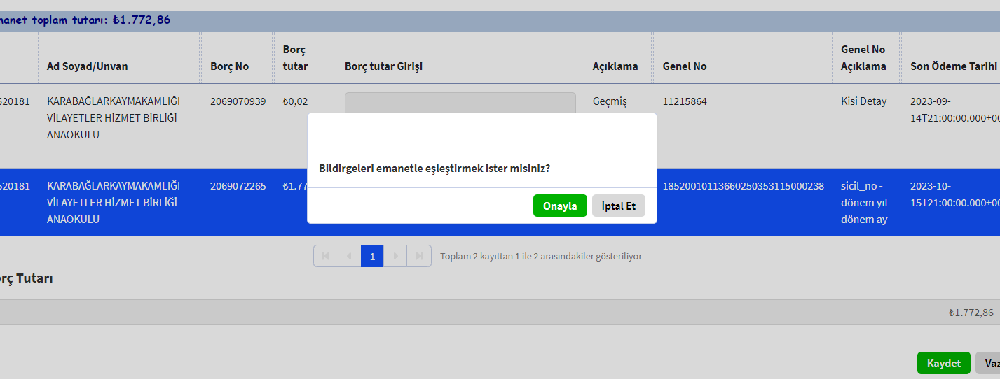 manet toplam tutarı: ₺1.772,86
Ad Soyad/Unvan Borç No Borç tutar Borç tutar Girişi Açıklama Genel No Genel No Açıklama Son Ödeme Tarihi
520181 KARABAĞLARKAYMAKAMLIĞI 2069070939 ₺0,02 Geçmiş 11215864 Kisi Detay 2023-09-
VİLAYETLER HİZMET BİRLİĞİ 14T21:00:00.000+00
ANAOKULU
Bildirgeleri emanetle eşleştirmek ister misiniz?
Onayla İptal Et
520181 KARABAĞLARKAYMAKAMLIĞI 2069072265 ₺1.77 18520010113660250353115000238 sicil_no - 2023-10-
VİLAYETLER HİZMET BİRLİĞİ dönem yıl - 15T21:00:00.000+00
ANAOKULU dönem ay
1 Toplam 2 kayıttan 1 ile 2 arasındakiler gösteriliyor
orç Tutarı
₺1.772,86
Kaydet Vaz